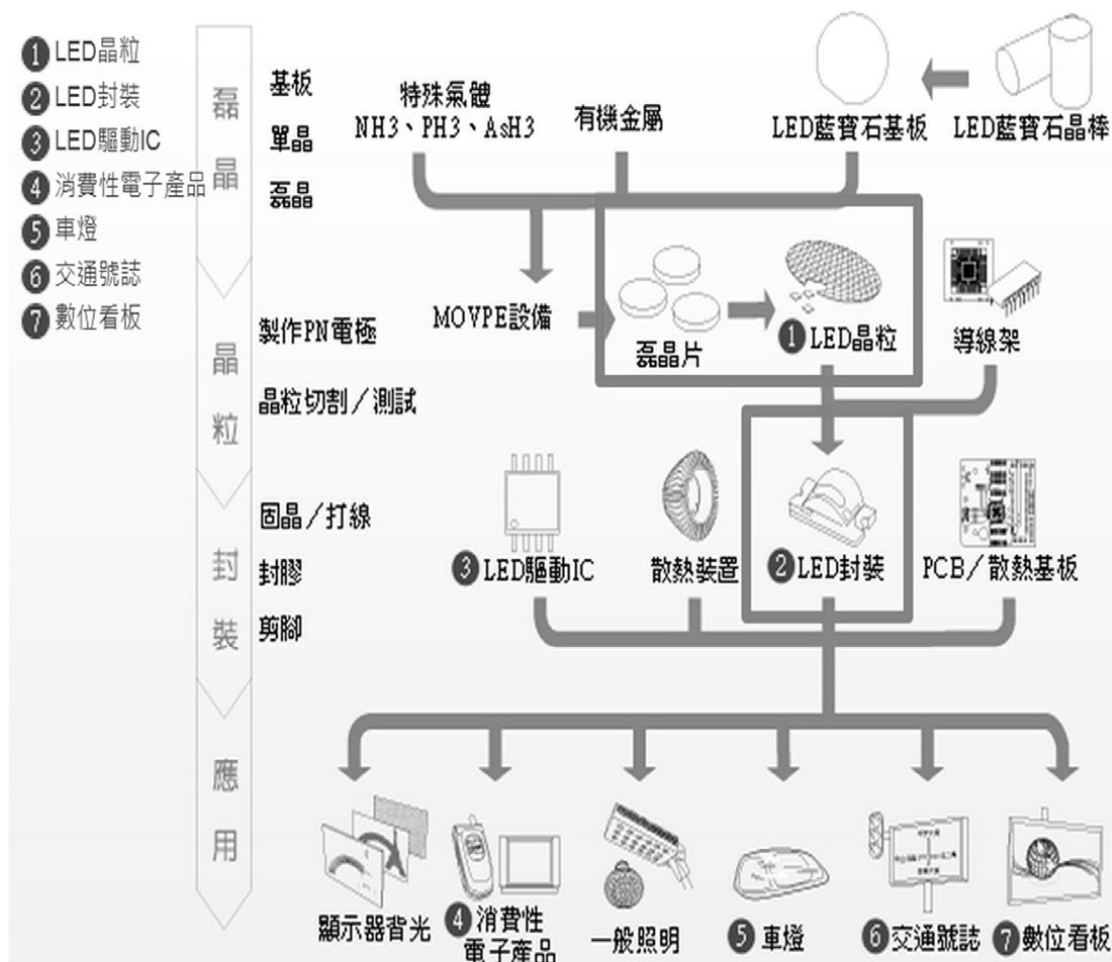 ❶ LED晶粒
❷ LED封裝
❸ LED驅動IC
❹ 消費性電子產品
❺ 車燈
❻ 交通號誌
❼ 數位看板
磊晶
基板
單晶
磊晶
晶粒
製作PN電極
晶粒切割／測試
封裝
固晶／打線
封膠
剪腳
應用
特殊氣體
NH3、PH3、AsH3
有機金屬
LED藍寶石基板
LED藍寶石晶棒
MOVPE設備
磊晶片
❶ LED晶粒
導線架
❸ LED驅動IC
散熱裝置
❷ LED封裝
PCB／散熱基板
顯示器背光
❹ 消費性
電子產品
一般照明
❺ 車燈
❻ 交通號誌
❼ 數位看板